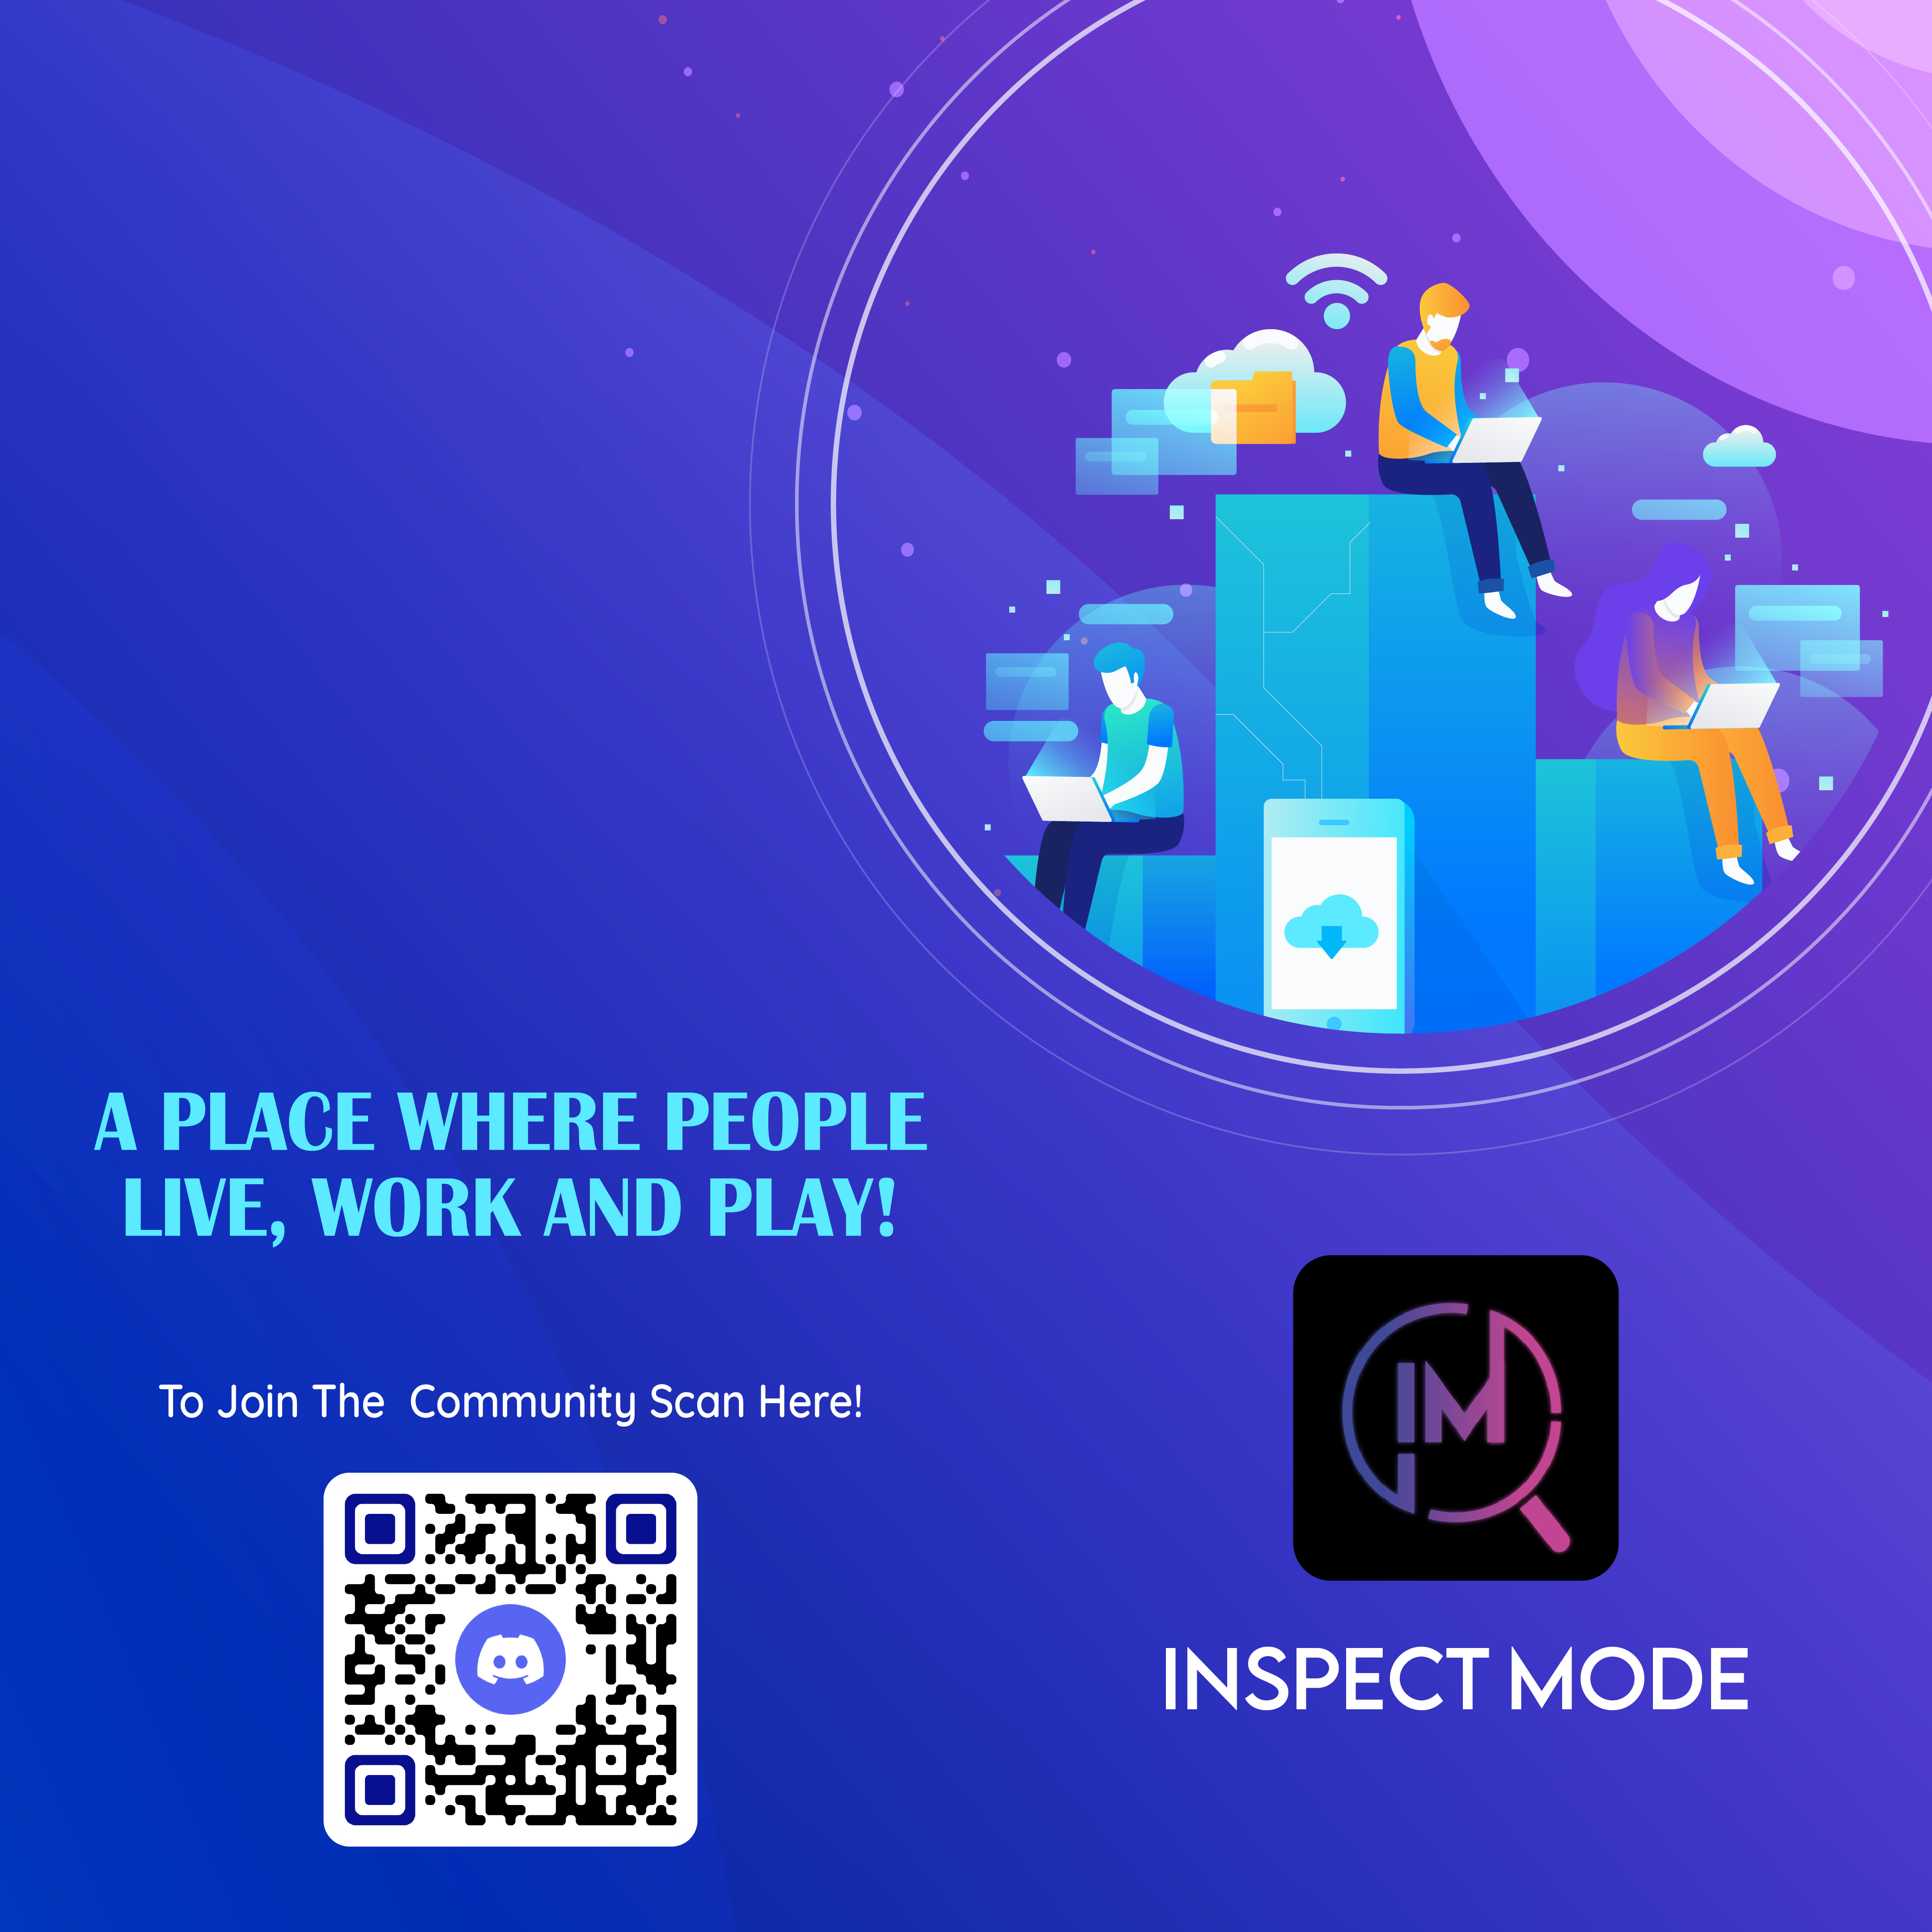 A PLACE WHERE PEOPLE
LIVE, WORK AND PLAY!
To Join The Community Scan Here!
IM
INSPECT MODE